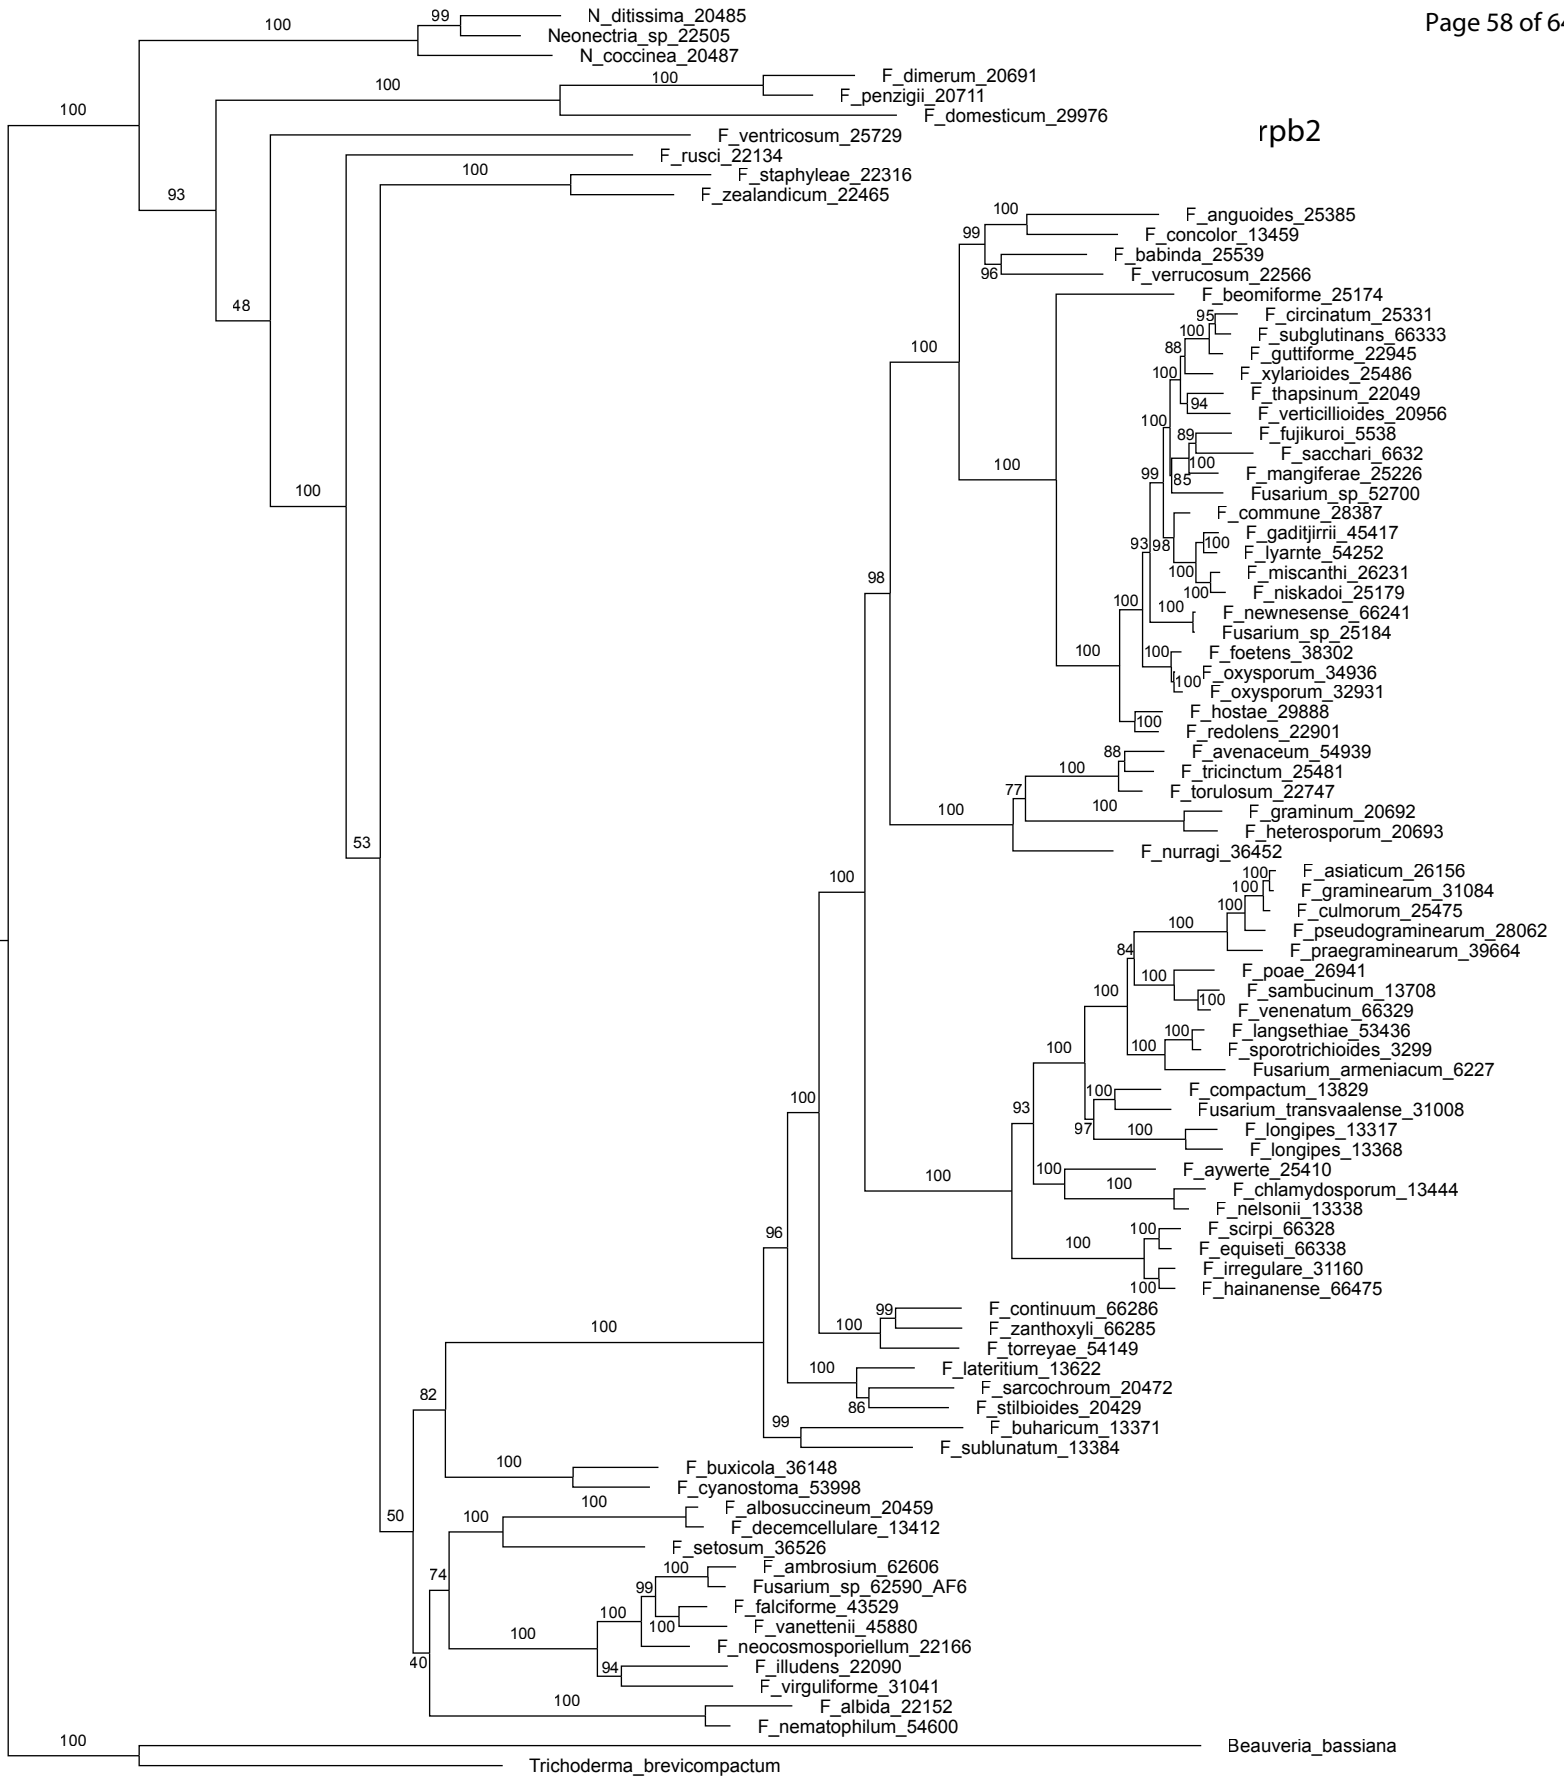 Page 58 of 64
rpb2
99
N_ditissima_20485
100
Neonectria_sp_22505
N_coccinea_20487
100
F_dimerum_20691
100
F_penzigii_20711
100
F_domesticum_29976
F_ventricosum_25729
F_rusci_22134
100
F_staphyleae_22316
93
F_zealandicum_22465
100
F_anguoides_25385
99
F_concolor_13459
F_babinda_25539
96
F_verrucosum_22566
F_beomiforme_25174
48
95
F_circinatum_25331
100
F_subglutinans_66333
100
88
F_guttiforme_22945
100
F_xylarioides_25486
F_thapsinum_22049
94
F_verticillioides_20956
100
89
F_fujikuroi_5538
F_sacchari_6632
100
100
99
F_mangiferae_25226
85
100
Fusarium_sp_52700
F_commune_28387
F_gaditjirrii_45417
93
98
100
F_lyarnte_54252
100
F_miscanthi_26231
98
100
F_niskadoi_25179
100
100
F_newnesense_66241
Fusarium_sp_25184
100
100
F_foetens_38302
F_oxysporum_34936
100
F_oxysporum_32931
F_hostae_29888
100
F_redolens_22901
88
F_avenaceum_54939
100
F_tricinctum_25481
77
F_torulosum_22747
100
100
F_graminum_20692
F_heterosporum_20693
53
F_nurragi_36452
100
100
F_asiaticum_26156
100
F_graminearum_31084
100
F_culmorum_25475
100
F_pseudograminearum_28062
84
F_praegraminearum_39664
100
F_poae_26941
100
F_sambucinum_13708
100
F_venenatum_66329
100
F_langsethiae_53436
100
100
F_sporotrichioides_3299
Fusarium_armeniacum_6227
100
100
F_compactum_13829
93
Fusarium_transvaalense_31008
97
100
F_longipes_13317
F_longipes_13368
100
100
F_aywerte_25410
100
F_chlamydosporum_13444
F_nelsonii_13338
96
100
100
F_scirpi_66328
F_equiseti_66338
F_irregulare_31160
100
F_hainanense_66475
99
F_continuum_66286
100
100
F_zanthoxyli_66285
F_torreyae_54149
100
F_lateritium_13622
82
F_sarcochroum_20472
86
F_stilbioides_20429
99
F_buharicum_13371
F_sublunatum_13384
100
F_buxicola_36148
F_cyanostoma_53998
100
F_albosuccineum_20459
50
100
F_decemcellulare_13412
F_setosum_36526
74
100
F_ambrosium_62606
99
Fusarium_sp_62590_AF6
100
F_falciforme_43529
100
F_vanettenii_45880
100
F_neocosmosporiellum_22166
40
94
F_illudens_22090
F_virguliforme_31041
100
F_albida_22152
F_nematophilum_54600
100
Beauveria_bassiana
Trichoderma_brevicompactum